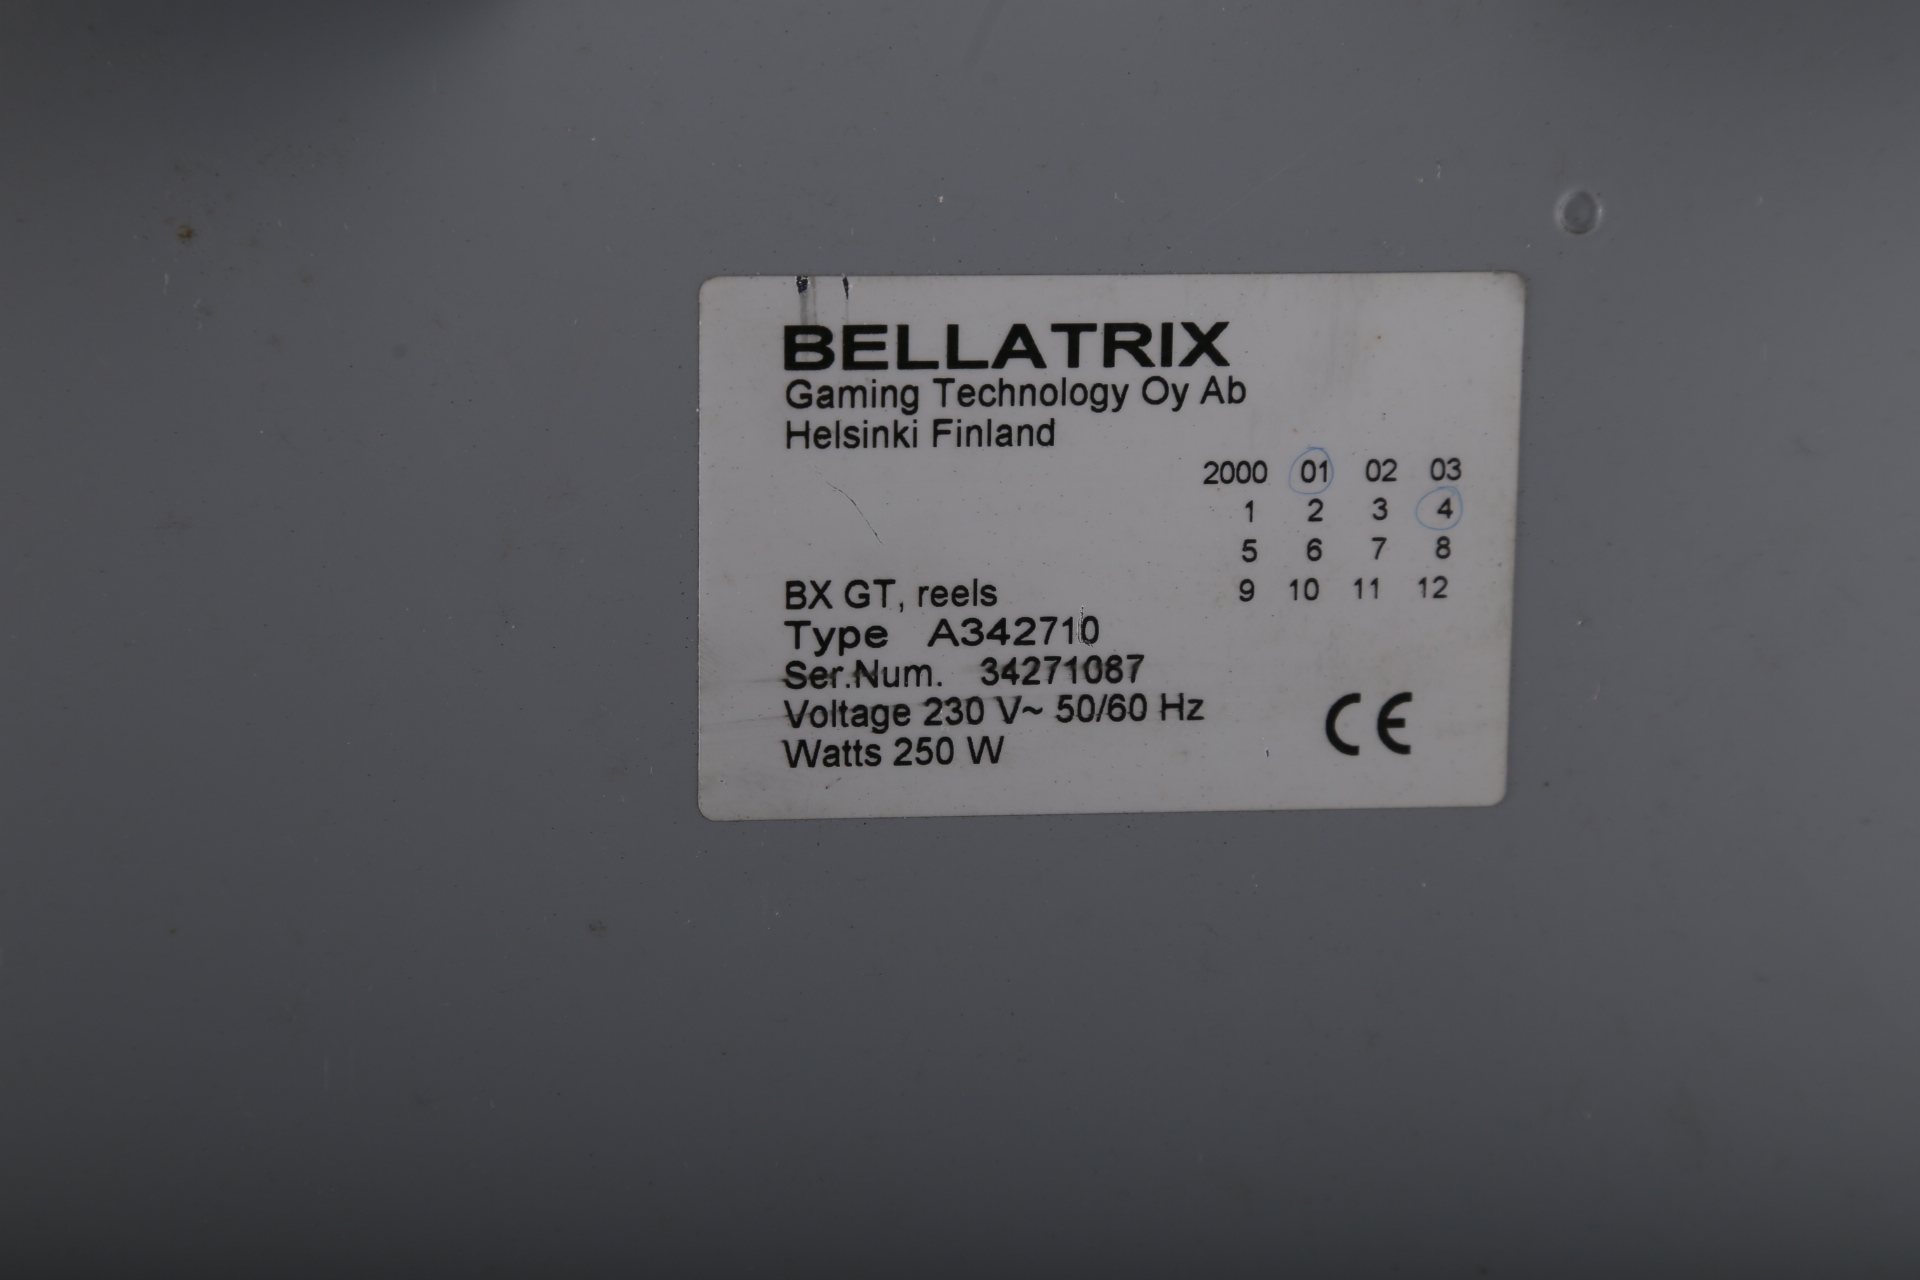 BELLATRIX
Gaming Technology Oy Ab
Helsinki Finland
2000 01 02 03
1 2 3 4
5 6 7 8
9 10 11 12
BX GT, reels
Type A342710
Ser.Num. 34271087
Voltage 230 V~ 50/60 Hz
Watts 250 W
CE